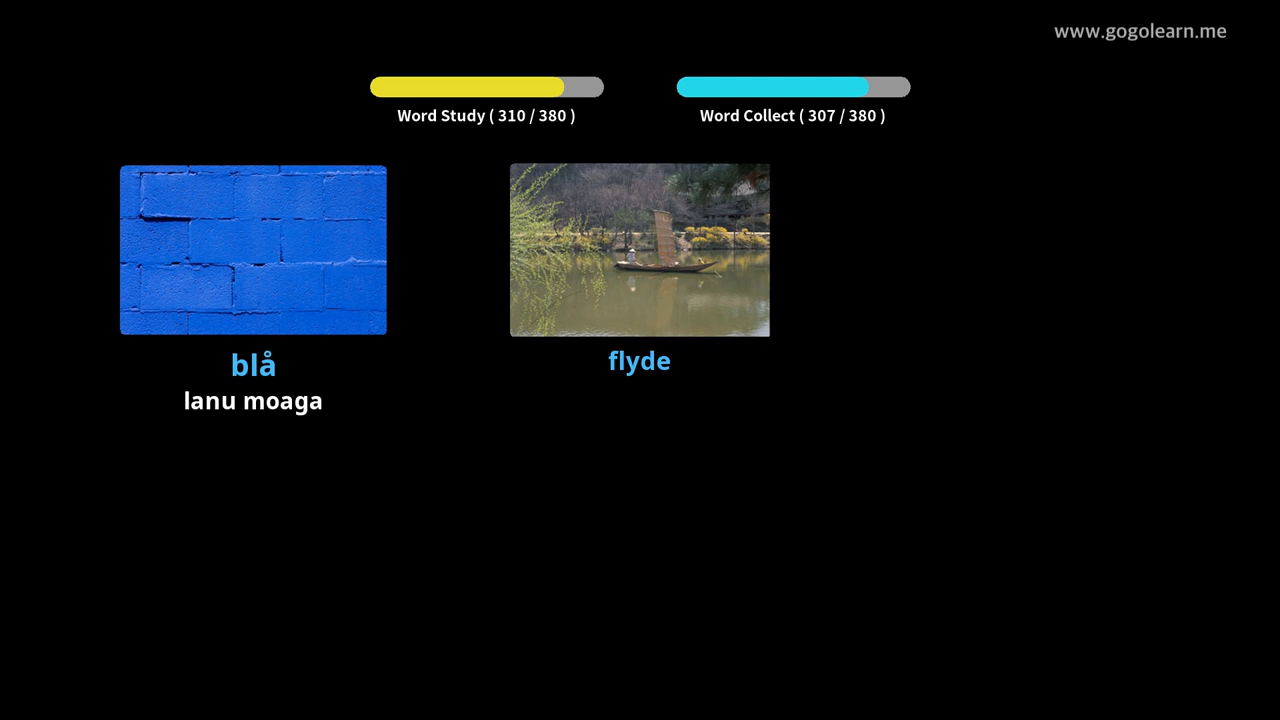 www.gogolearn.me
Word Study ( 310 / 380 )
Word Collect ( 307 / 380 )
blå
lanu moaga
flyde